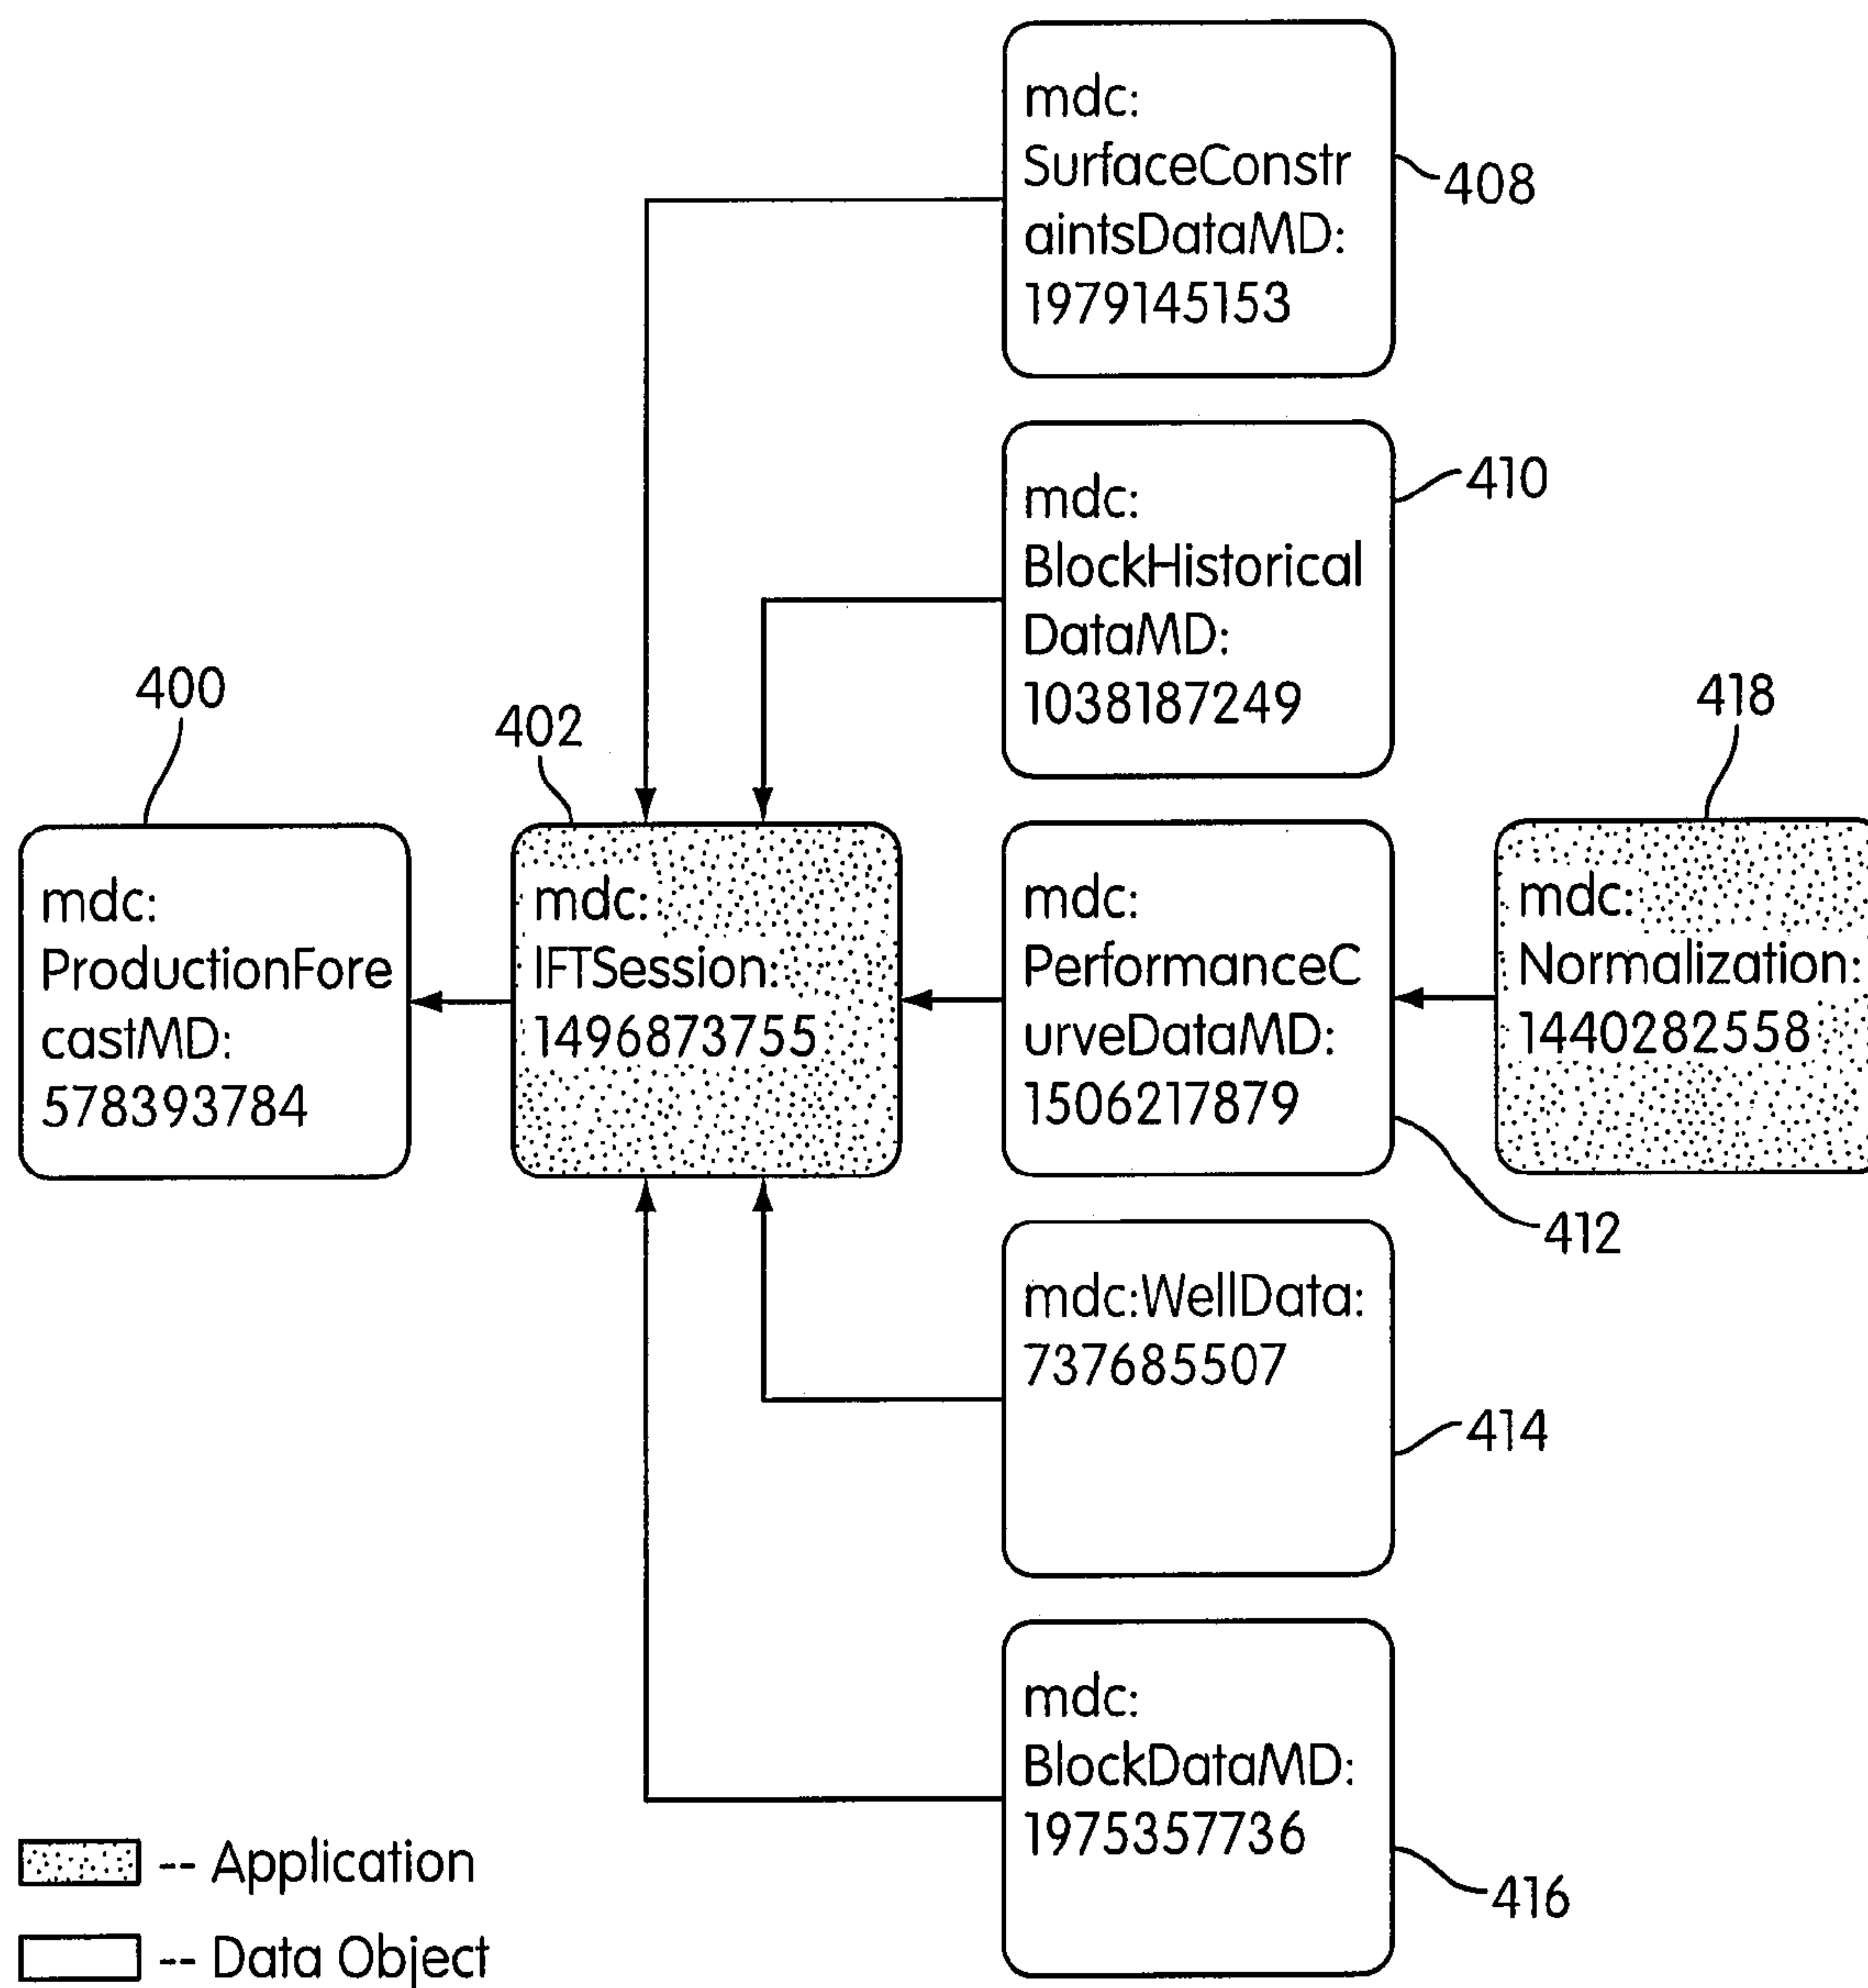 mdc:
SurfaceConstr
aintsDataMD:
1979145153
408
mdc:
BlockHistorical
DataMD:
1038187249
410
400
mdc:
ProductionFore
castMD:
578393784
402
mdc:
IFTSession:
1496873755
mdc:
PerformanceC
urveDataMD:
1506217879
412
418
mdc:
Normalization:
1440282558
mdc:WellData:
737685507
414
mdc:
BlockDataMD:
1975357736
416
-- Application
-- Data Object